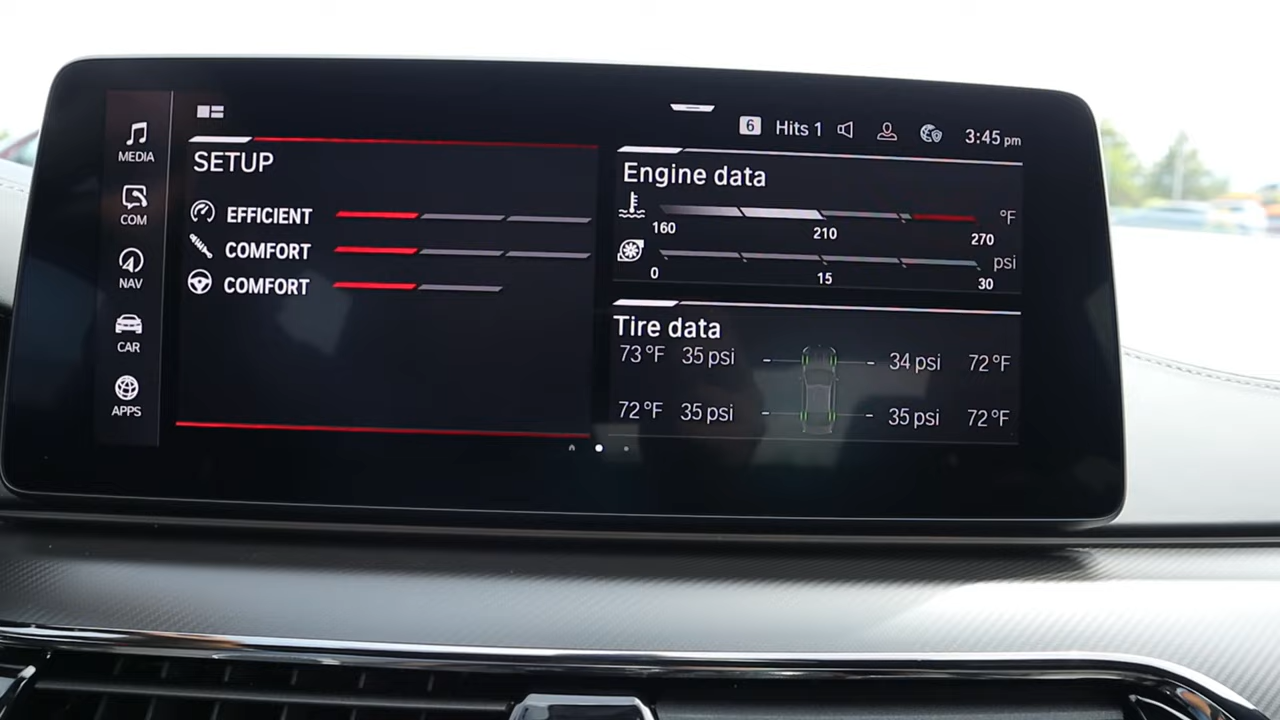 MEDIA
COM
NAV
CAR
APPS
6 Hits 1 3:45 pm
SETUP
EFFICIENT
COMFORT
COMFORT
Engine data
°F
160 210 270
psi
0 15 30
Tire data
73°F 35 psi 34 psi 72°F
72°F 35 psi 35 psi 72°F